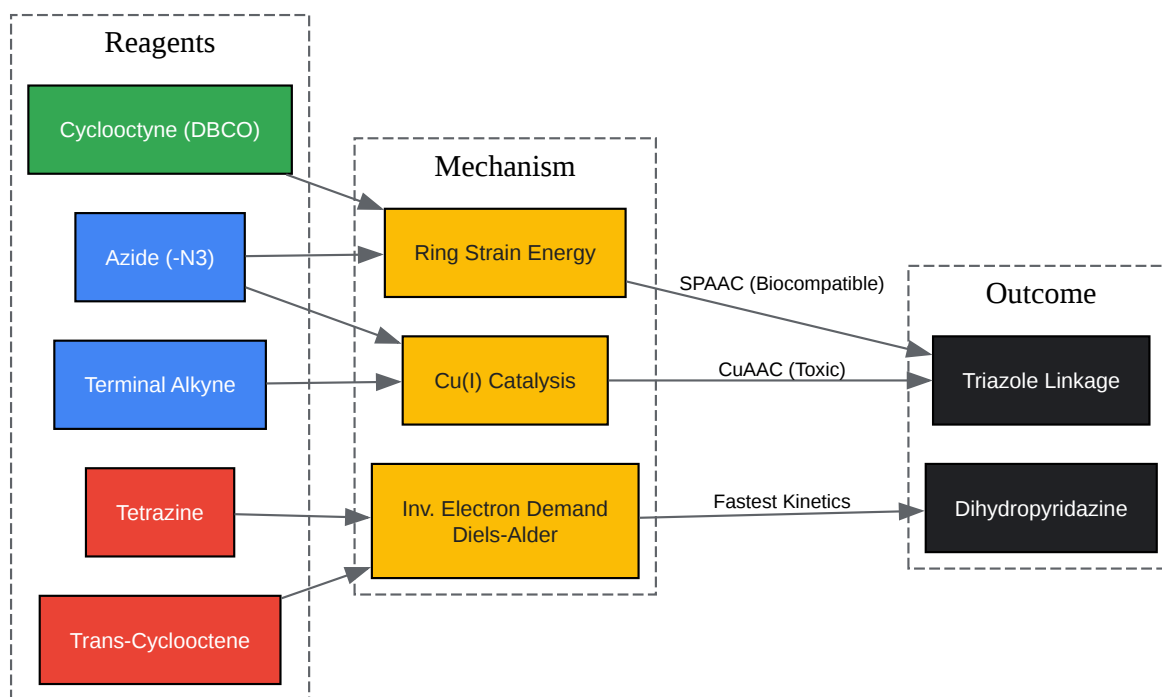 Reagents
Cyclooctyne (DBCO)
Azide (-N3)
Terminal Alkyne
Tetrazine
Trans-Cyclooctene
Mechanism
Ring Strain Energy
Cu(I) Catalysis
Inv. Electron Demand
Diels-Alder
SPAAC (Biocompatible)
CuAAC (Toxic)
Fastest Kinetics
Outcome
Triazole Linkage
Dihydropyridazine